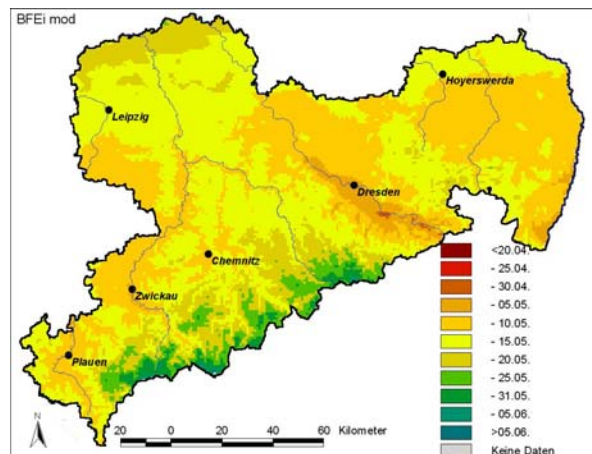 BFEi mod
Hoyerswerda
Leipzig
Dresden
Chemnitz
Zwickau
Plauen
<20.04.
- 25.04.
- 30.04.
- 05.05.
- 10.05.
- 15.05.
- 20.05.
- 25.05.
- 31.05.
- 05.06.
>05.06.
Keine Daten
N
20 0 20 40 60 Kilometer